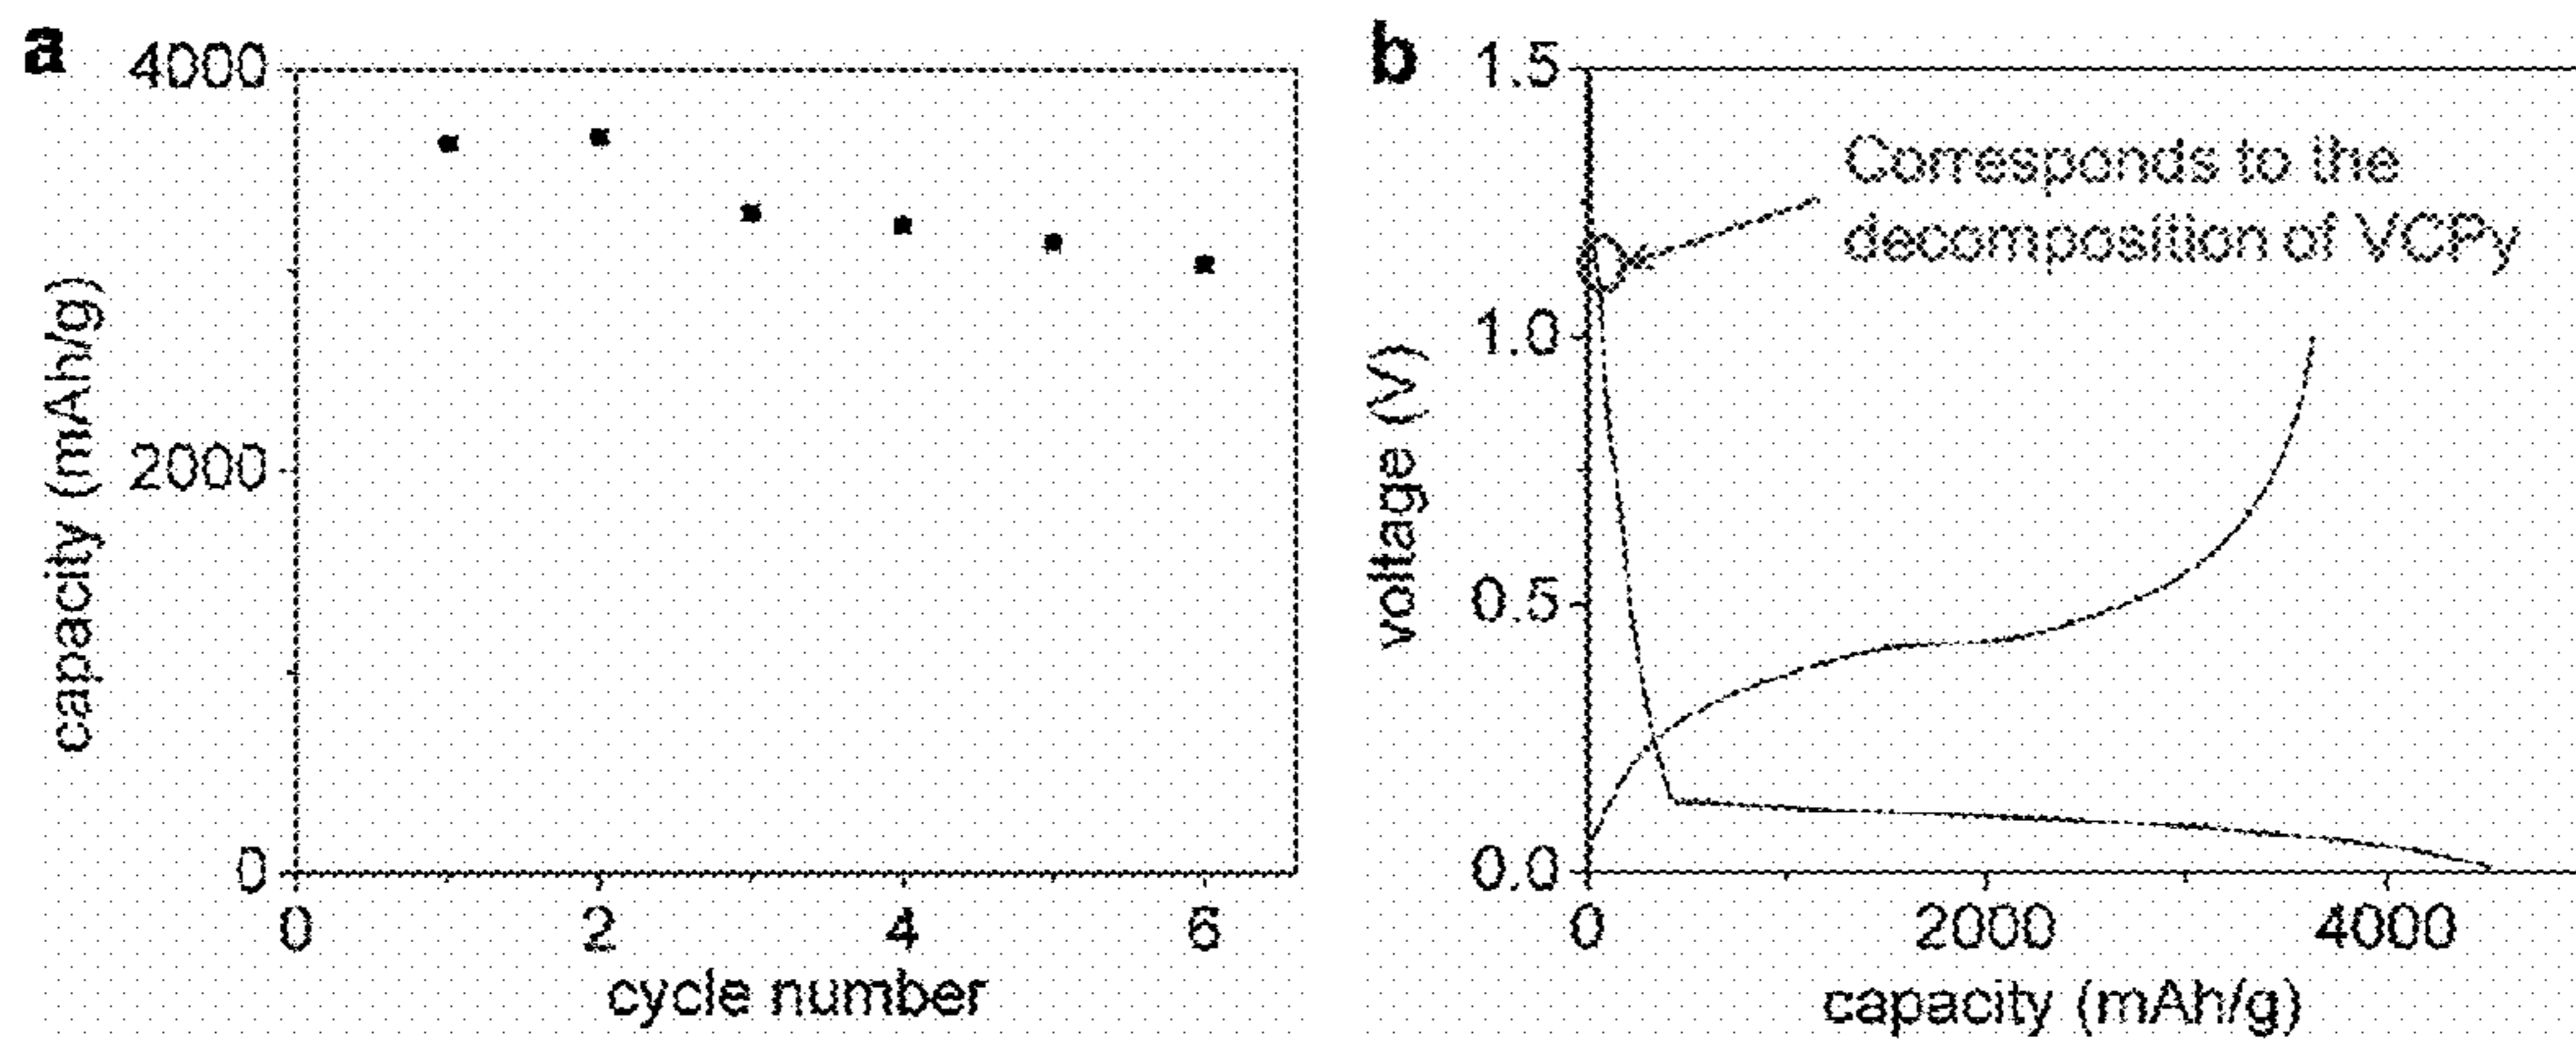 a
4000
2000
0
0 2 4 6
capacity (mAh/g)
cycle number
b
1.5
1.0
0.5
0.0
0 2000 4000
voltage (V)
capacity (mAh/g)
Corresponds to the
decomposition of VCPy